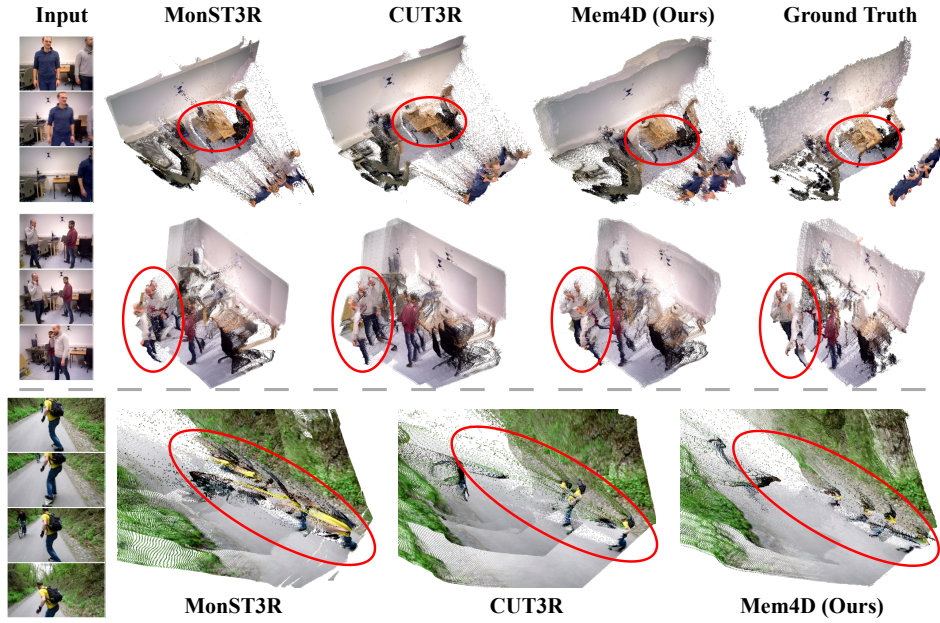 Input MonST3R CUT3R Mem4D (Ours) Ground Truth
MonST3R CUT3R Mem4D (Ours)